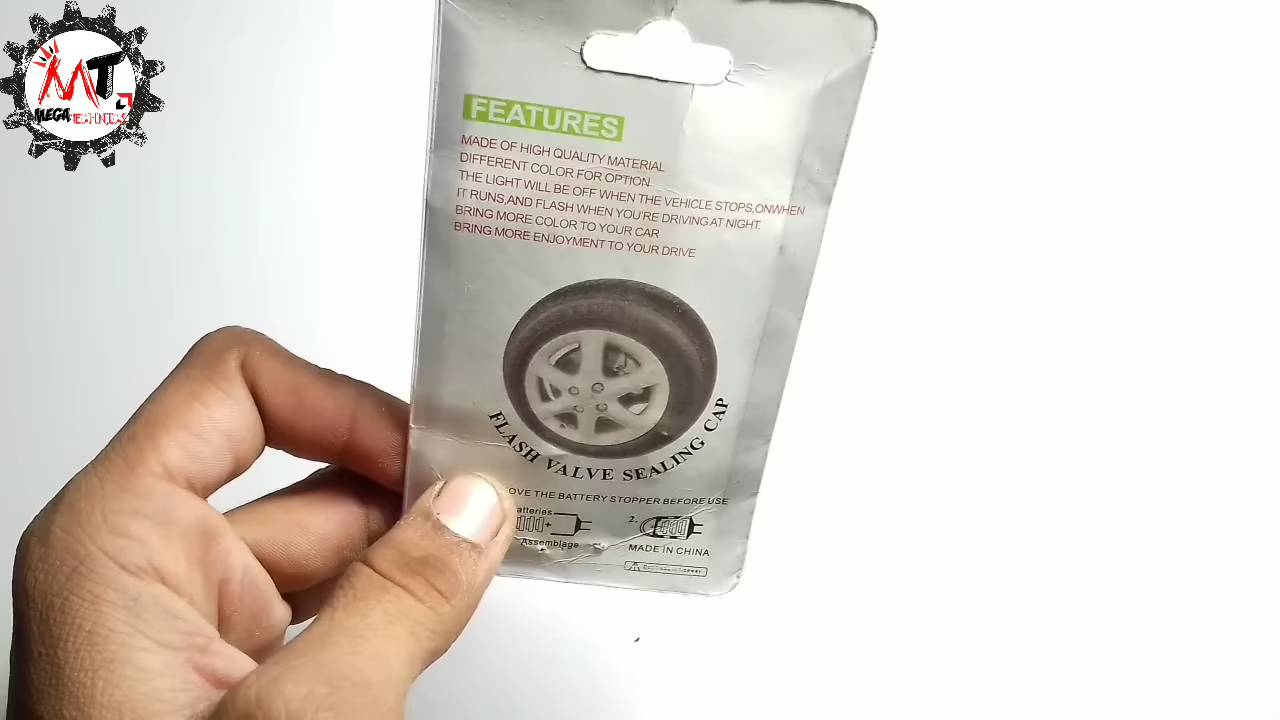 MT
MEGA TECHNICAS
FEATURES
MADE OF HIGH QUALITY MATERIAL
DIFFERENT COLOR FOR OPTION
THE LIGHT WILL BE OFF WHEN THE VEHICLE STOPS,ONWHEN
IT RUNS,AND FLASH WHEN YOU'RE DRIVING AT NIGHT.
BRING MORE COLOR TO YOUR CAR
BRING MORE ENJOYMENT TO YOUR DRIVE
FLASH VALVE SEALING CAP
OVE THE BATTERY STOPPER BEFORE USE
atteries
2.
Assemblage
MADE IN CHINA